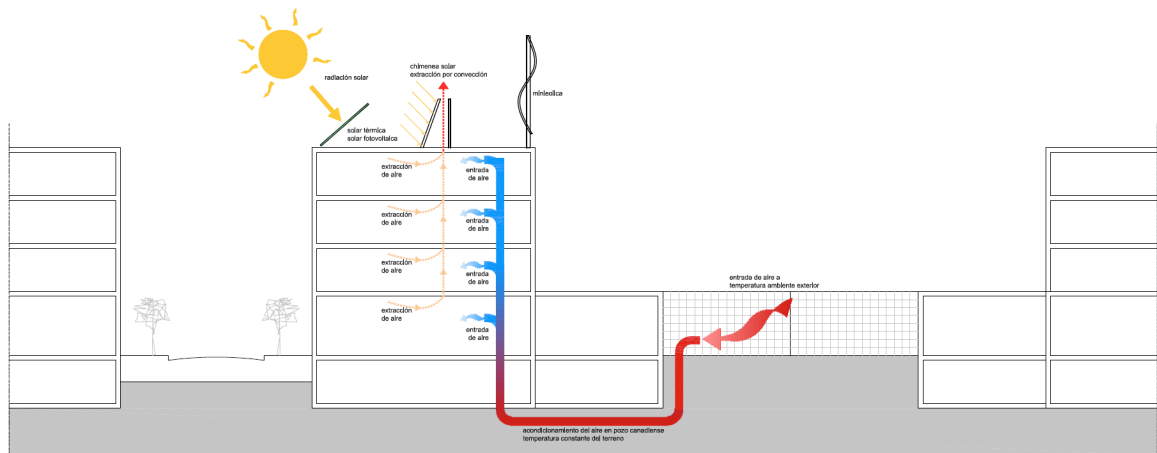 chimenea solar
extracción por convección
radiación solar
minieolica
solar térmica
solar fotovoltaica
extracción
de aire
entrada
de aire
extracción
de aire
entrada
de aire
extracción
de aire
entrada
de aire
entrada de aire a
temperatura ambiente exterior
extracción
de aire
entrada
de aire
acondicionamiento del aire en pozo canadiense
temperatura constante del terreno